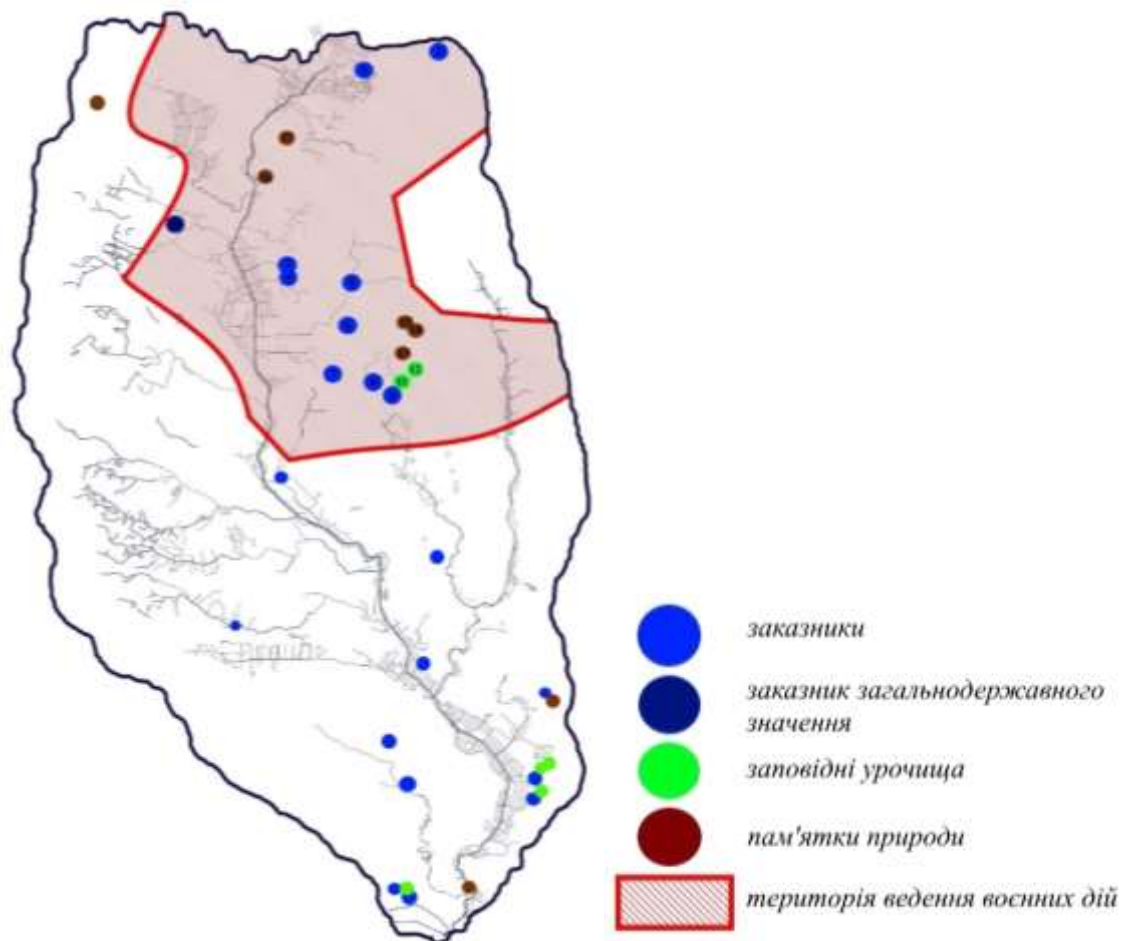 заказники
заказник загальнодержавного
значення
заповідні урочища
пам'ятки природи
територія ведення воєнних дій